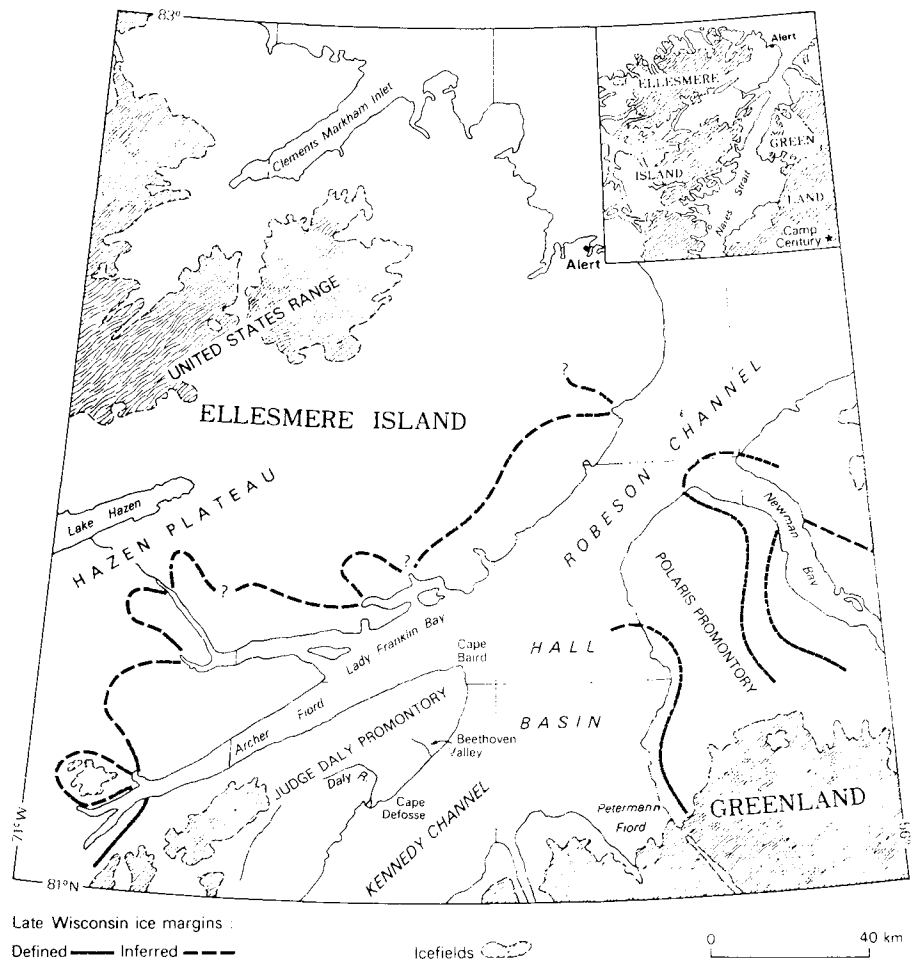 83°
Alert
ELLESMERE
ISLAND
GREEN
LAND
Nares Strait
Camp
Century
Clements Markham Inlet
Alert
UNITED STATES RANGE
?
ELLESMERE ISLAND
ROBESON CHANNEL
Lake Hazen
HAZEN PLATEAU
Newman
Bay
?
?
POLARIS PROMONTORY
Lady Franklin Bay
Cape
Baird
HALL
BASIN
Archer Fiord
JUDGE DALY PROMONTORY
Beethoven
Valley
Daly R
Cape
Defosse
KENNEDY CHANNEL
Petermann
Fiord
GREENLAND
71°W
81°N
Late Wisconsin ice margins :
Defined Inferred
Icefields
0 40 km